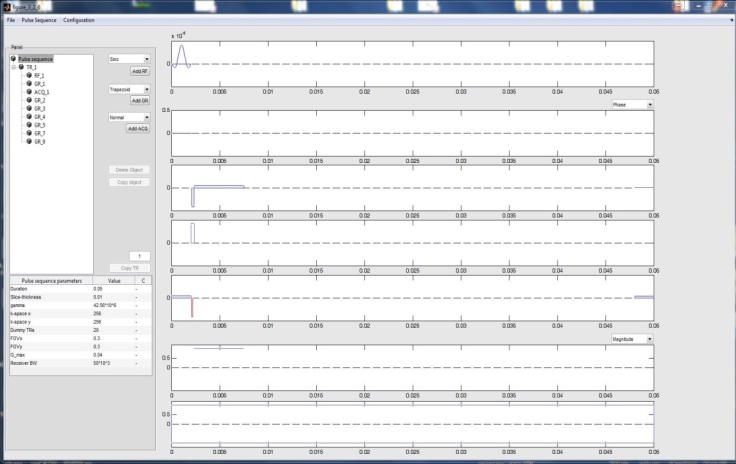 File Pulse Sequence Configuration
Panel
Pulse sequence
TR_1
RF_1
GR_1
ACQ_1
GR_2
GR_3
GR_4
GR_5
GR_7
Sinc
Add RF
Trapezoid
Add GR
Normal
Add ACQ
Delete Object
Copy object
1
Copy TR
Pulse sequence parameters Value C
Duration 0.05 -
Slice-thickness 0.01 -
gamma 42.58*10^6 -
k-space x 256 -
k-space y 256 -
Dummy TRs 20 -
FOVx 0.3 -
FOVy 0.3 -
G_max 0.04 -
Receiver BW 50*10^3 -
x 10
0
0 0.005 0.01 0.015 0.02 0.025 0.03 0.035 0.04 0.045 0.05
Phase
0.5
0
0 0.005 0.01 0.015 0.02 0.025 0.03 0.035 0.04 0.045 0.05
0
0 0.005 0.01 0.015 0.02 0.025 0.03 0.035 0.04 0.045 0.05
0
0 0.005 0.01 0.015 0.02 0.025 0.03 0.035 0.04 0.045 0.05
0
0 0.005 0.01 0.015 0.02 0.025 0.03 0.035 0.04 0.045 0.05
Magnitude
0.5
0
0 0.005 0.01 0.015 0.02 0.025 0.03 0.035 0.04 0.045 0.05
0.5
0
0 0.005 0.01 0.015 0.02 0.025 0.03 0.035 0.04 0.045 0.05